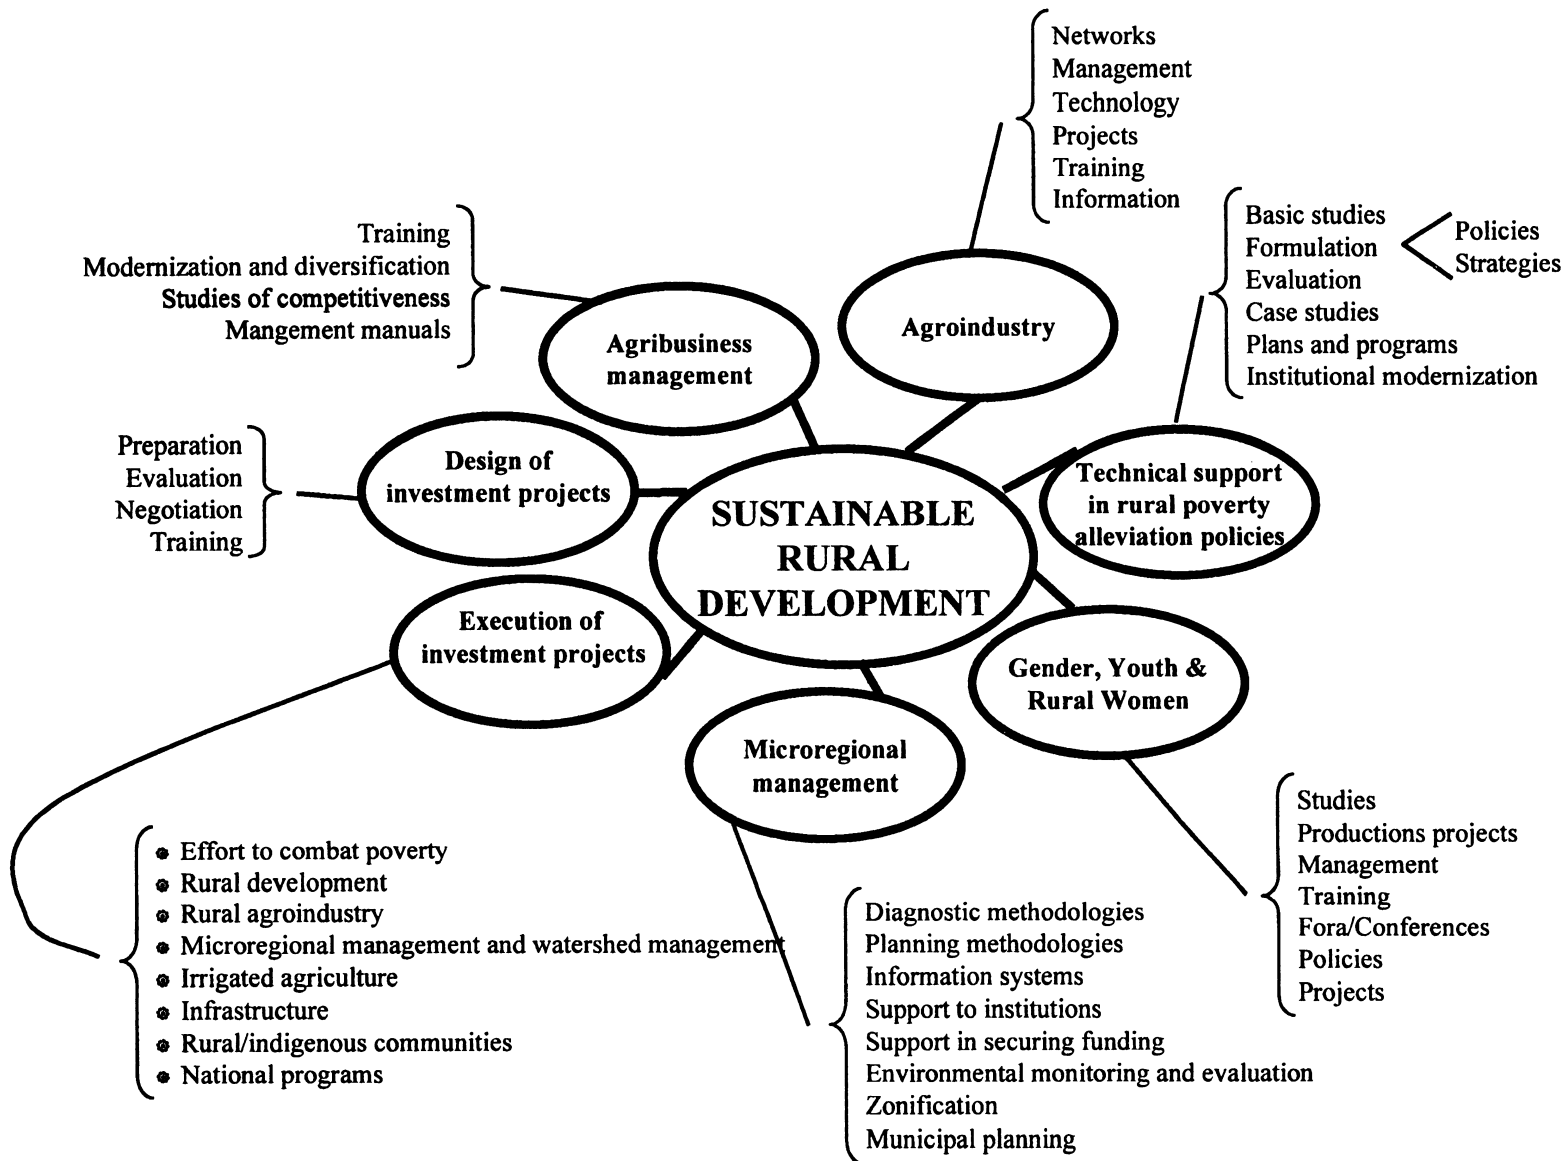 Networks
Management
Technology
Projects
Training
Information
Basic studies
Formulation
Evaluation
Case studies
Plans and programs
Institutional modernization
Policies
Strategies
Training
Modernization and diversification
Studies of competitiveness
Mangement manuals
Agribusiness
management
Agroindustry
Preparation
Evaluation
Negotiation
Training
Design of
investment projects
SUSTAINABLE
RURAL
DEVELOPMENT
Technical support
in rural poverty
alleviation policies
Execution of
investment projects
Gender, Youth &
Rural Women
Microregional
management
Effort to combat poverty
Rural development
Rural agroindustry
Microregional management and watershed management
Irrigated agriculture
Infrastructure
Rural/indigenous communities
National programs
Diagnostic methodologies
Planning methodologies
Information systems
Support to institutions
Support in securing funding
Environmental monitoring and evaluation
Zonification
Municipal planning
Studies
Productions projects
Management
Training
Fora/Conferences
Policies
Projects